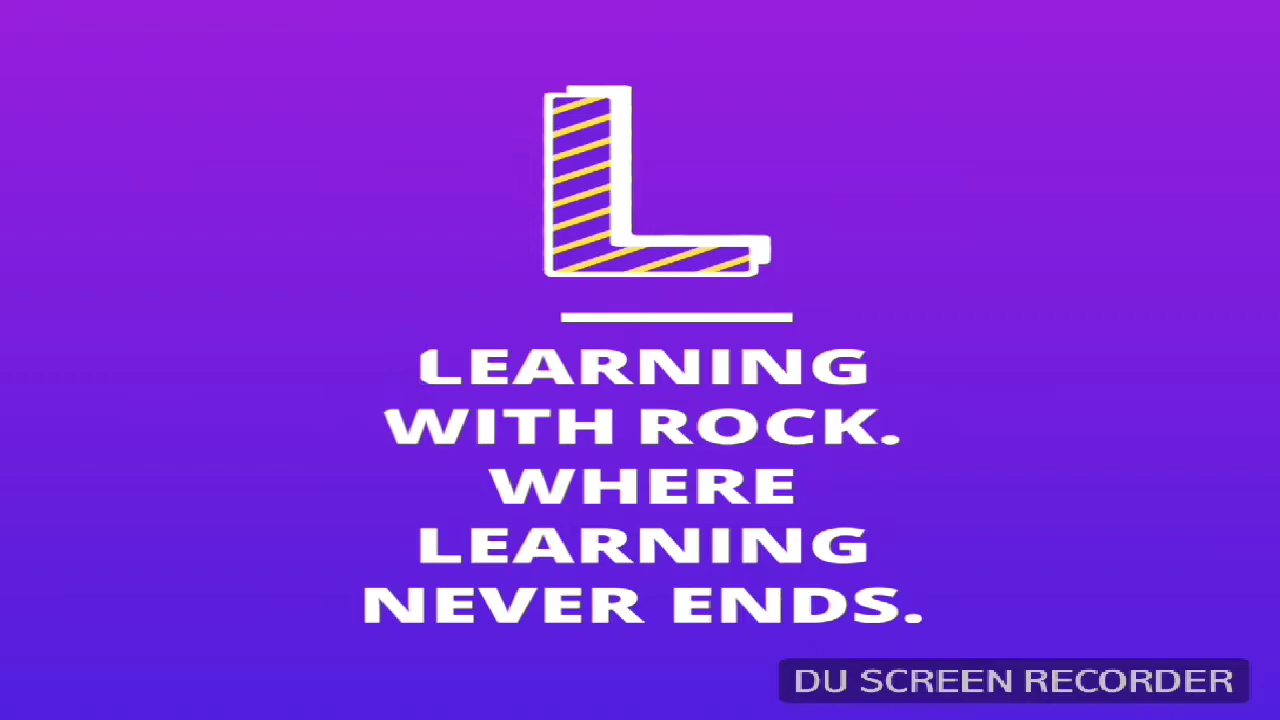 L
LEARNING
WITH ROCK.
WHERE
LEARNING
NEVER ENDS.
DU SCREEN RECORDER